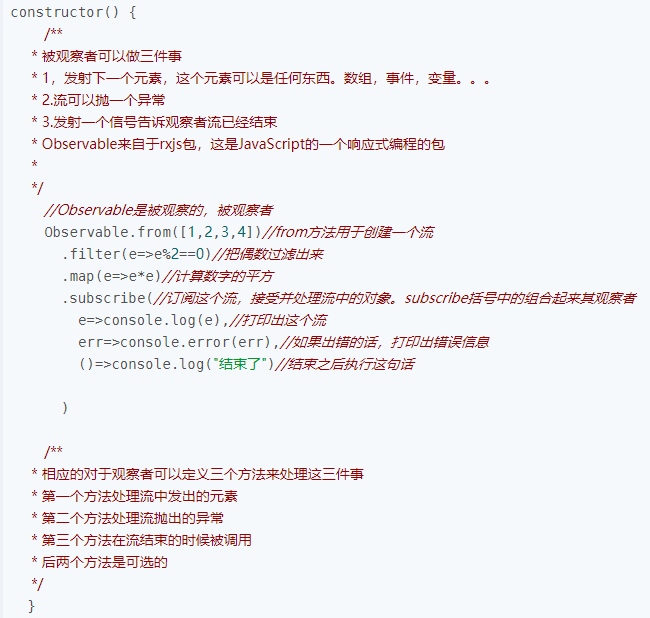 constructor() {
/**
* 被观察者可以做三件事
* 1，发射下一个元素，这个元素可以是任何东西。数组，事件，变量。。。
* 2.流可以抛一个异常
* 3.发射一个信号告诉观察者流已经结束
* Observable来自于rxjs包，这是JavaScript的一个响应式编程的包
*
*/
//Observable是被观察的，被观察者
Observable.from([1,2,3,4])//from方法用于创建一个流
.filter(e=>e%2==0)//把偶数过滤出来
.map(e=>e*e)//计算数字的平方
.subscribe(//订阅这个流，接受并处理流中的对象。subscribe括号中的组合起来其观察者
e=>console.log(e),//打印出这个流
err=>console.error(err),//如果出错的话，打印出错误信息
()=>console.log("结束了")//结束之后执行这句话
)
/**
* 相应的对于观察者可以定义三个方法来处理这三件事
* 第一个方法处理流中发出的元素
* 第二个方法处理流抛出的异常
* 第三个方法在流结束的时候被调用
* 后两个方法是可选的
*/
}